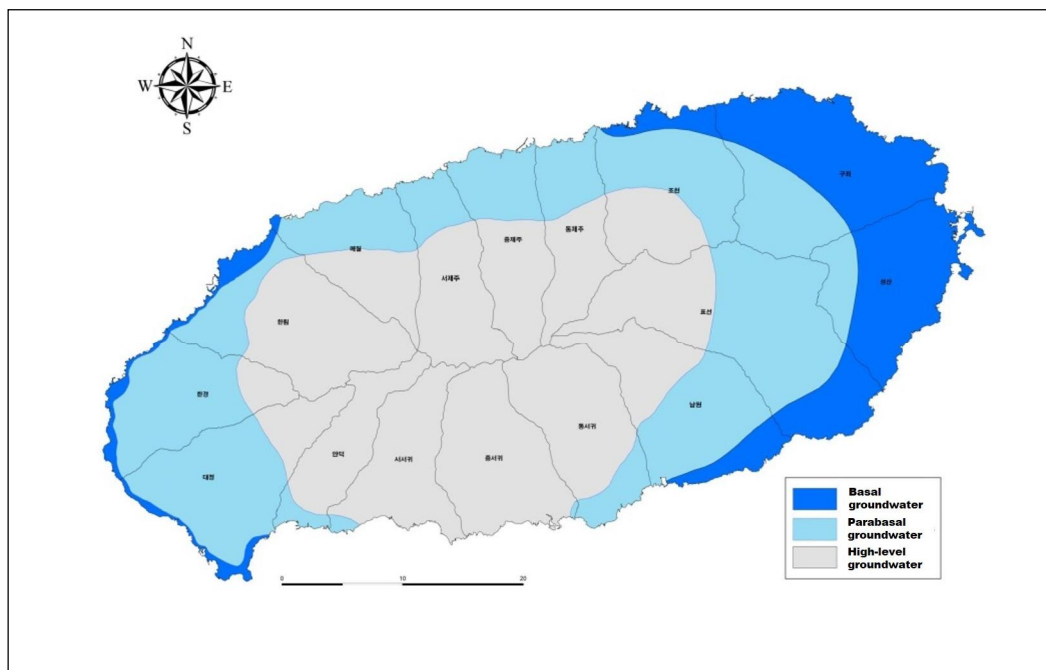 N
W E
S
구좌
조천
애월
중제주
동제주
서제주
성산
한림
표선
한경
남원
동서귀
안덕
서서귀
중서귀
대정
Basal
groundwater
Parabasal
groundwater
High-level
groundwater
0 10 20